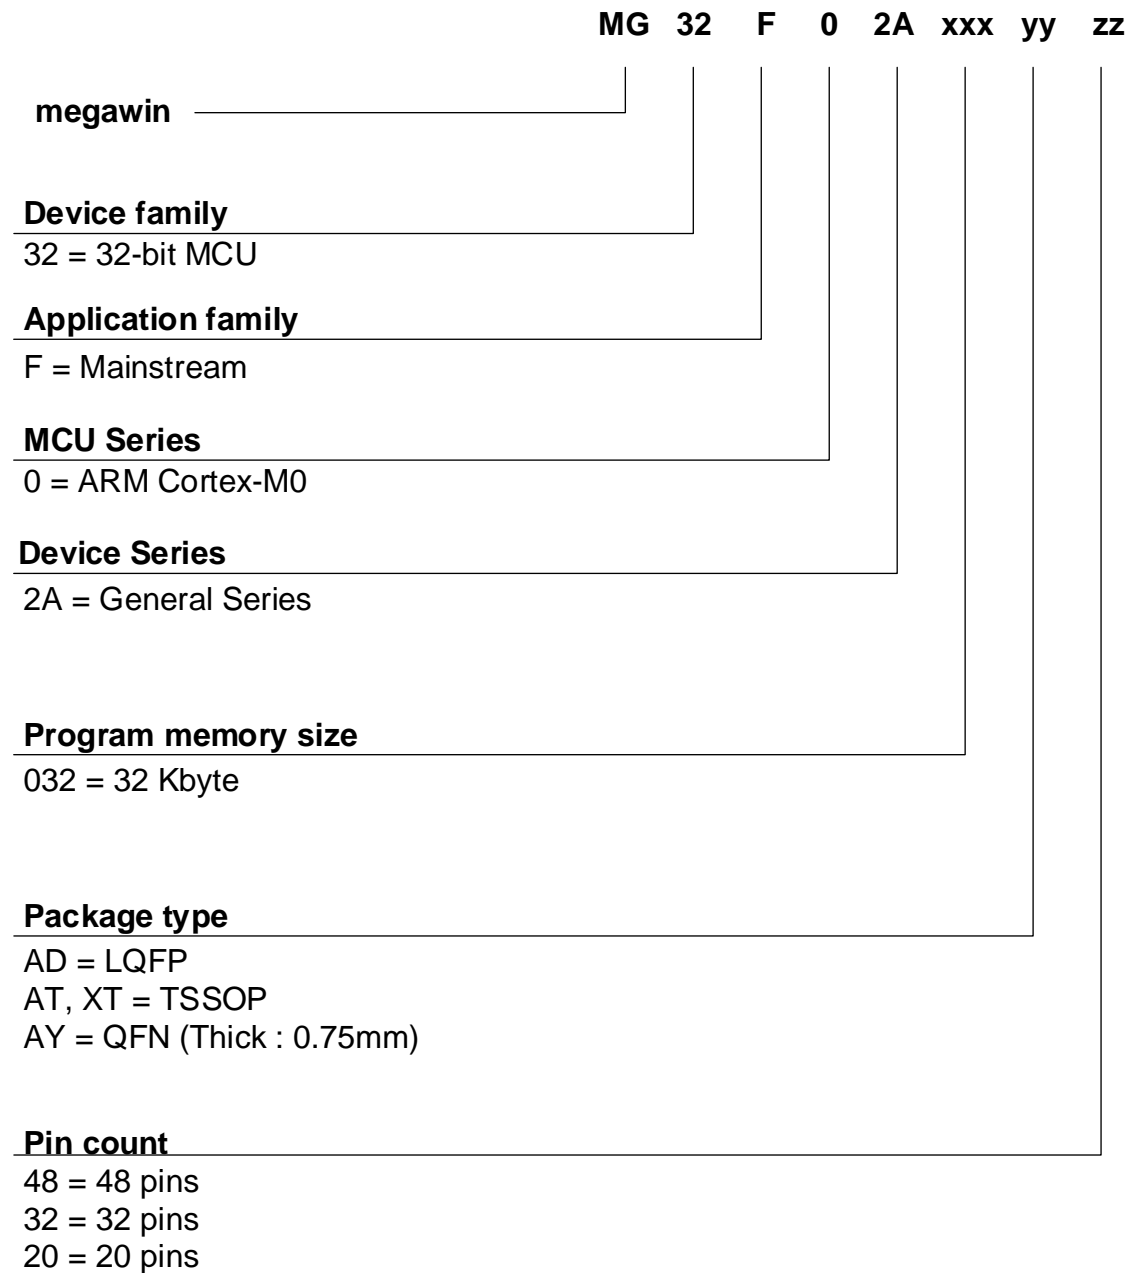 MG 32 F 0 2A xxx yy zz
megawin
Device family
32 = 32-bit MCU
Application family
F = Mainstream
MCU Series
0 = ARM Cortex-M0
Device Series
2A = General Series
Program memory size
032 = 32 Kbyte
Package type
AD = LQFP
AT, XT = TSSOP
AY = QFN (Thick : 0.75mm)
Pin count
48 = 48 pins
32 = 32 pins
20 = 20 pins